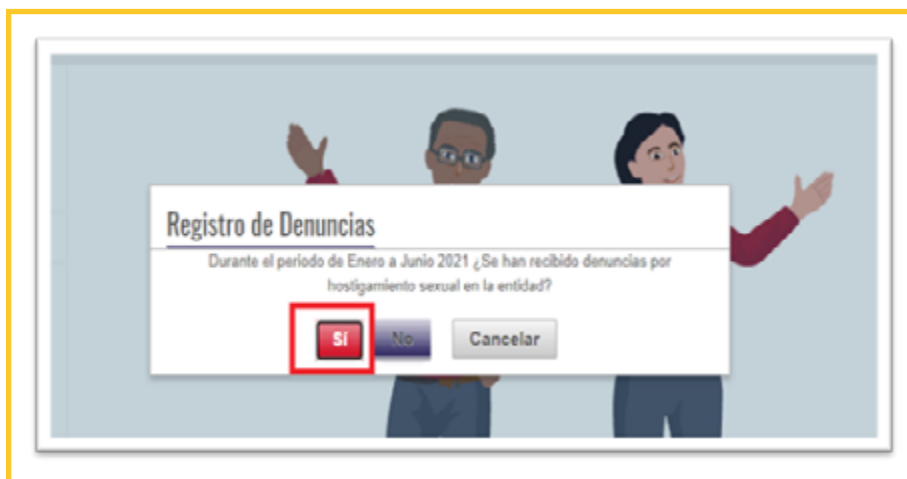 Registro de Denuncias
Durante el periodo de Enero a Junio 2021 ¿Se han recibido denuncias por
hostigamiento sexual en la entidad?
Sí No Cancelar